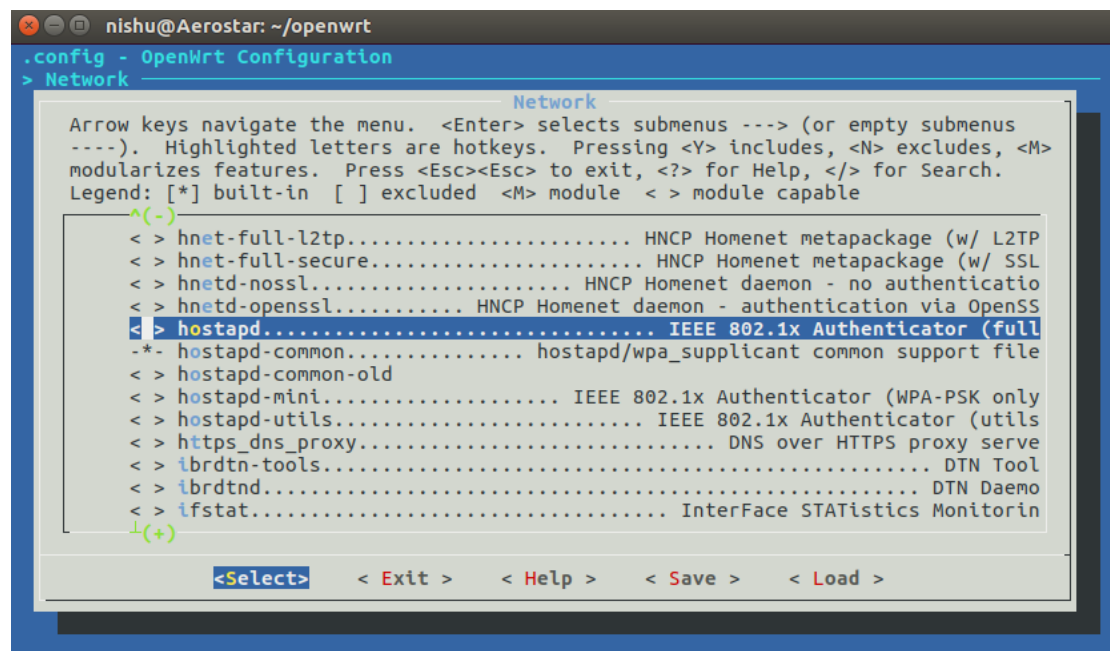 nishu@Aerostar: ~/openwrt
.config - OpenWrt Configuration
> Network
Network
Arrow keys navigate the menu.  <Enter> selects submenus ---> (or empty submenus
----).  Highlighted letters are hotkeys.  Pressing <Y> includes, <N> excludes, <M>
modularizes features.  Press <Esc><Esc> to exit, <?> for Help, </> for Search.
Legend: [*] built-in  [ ] excluded  <M> module  < > module capable
^(-)
< > hnet-full-l2tp........................ HNCP Homenet metapackage (w/ L2TP
< > hnet-full-secure...................... HNCP Homenet metapackage (w/ SSL
< > hnetd-nossl...................... HNCP Homenet daemon - no authenticatio
< > hnetd-openssl........... HNCP Homenet daemon - authentication via OpenSS
< > hostapd................................. IEEE 802.1x Authenticator (full
-*- hostapd-common............... hostapd/wpa_supplicant common support file
< > hostapd-common-old
< > hostapd-mini.................... IEEE 802.1x Authenticator (WPA-PSK only
< > hostapd-utils........................... IEEE 802.1x Authenticator (utils
< > https_dns_proxy.............................. DNS over HTTPS proxy serve
< > ibrdtn-tools................................................... DTN Tool
< > ibrdtnd....................................................... DTN Daemo
< > ifstat................................... InterFace STATistics Monitorin
┴(+)
<Select>    < Exit >    < Help >    < Save >    < Load >